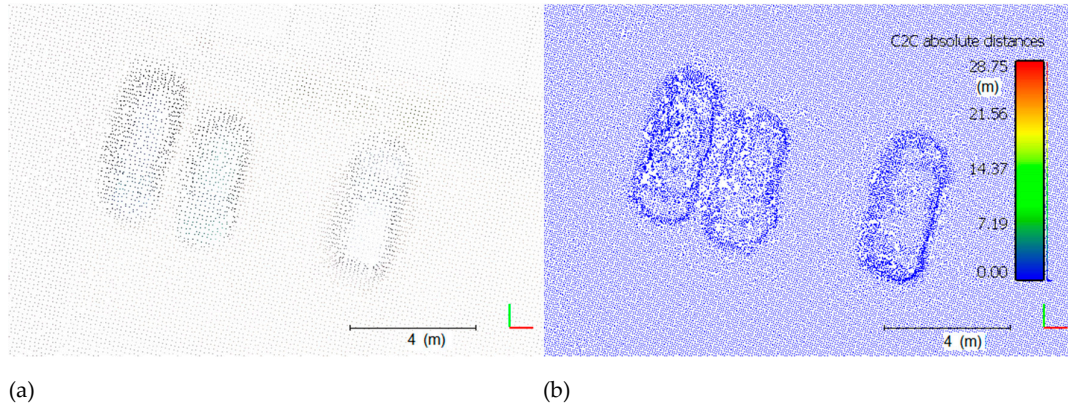 C2C absolute distances
28.75
(m)
21.56
14.37
7.19
0.00
4 (m)
4 (m)
(a)
(b)